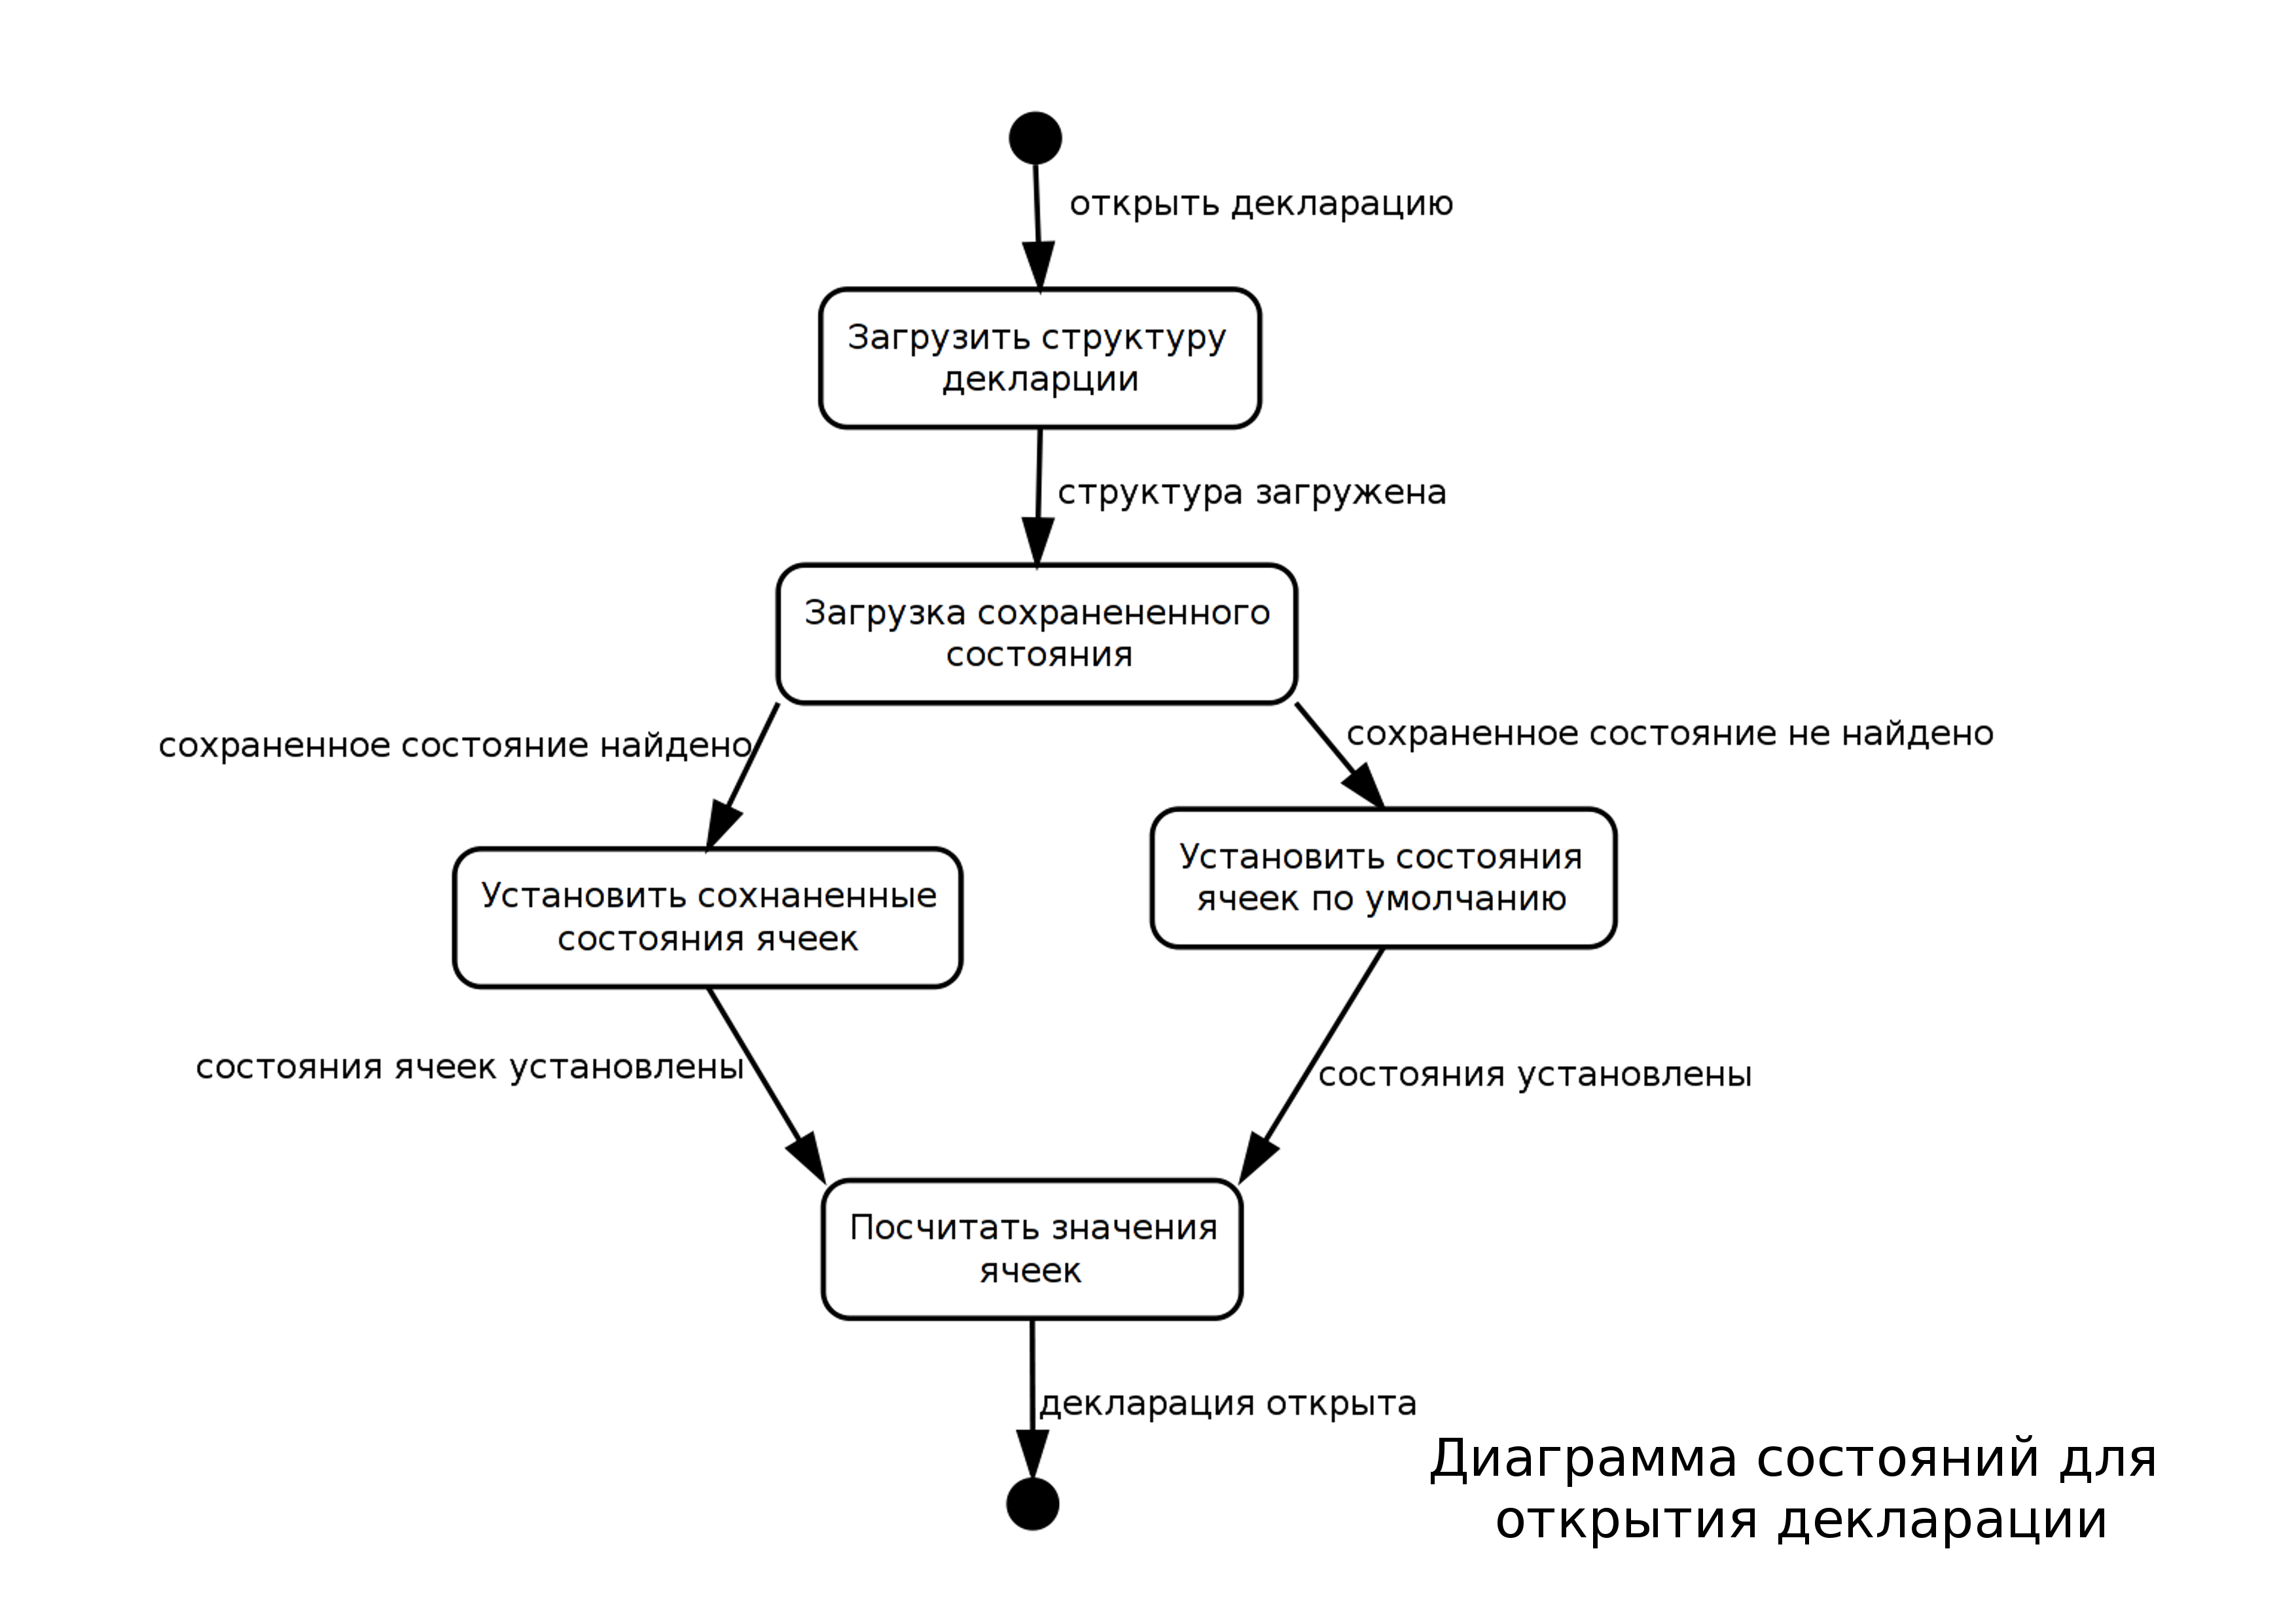 открыть декларацию
Загрузить структуру
декларции
структура загружена
Загрузка сохранененного
состояния
сохраненное состояние найдено
сохраненное состояние не найдено
Установить сохнаненные
состояния ячеек
Установить состояния
ячеек по умолчанию
состояния ячеек установлены
состояния установлены
Посчитать значения
ячеек
декларация открыта
Диаграмма состояний для
открытия декларации